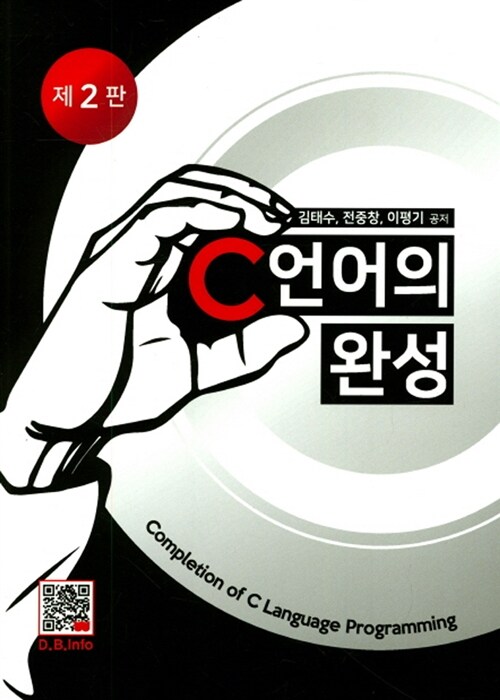 제 2 판
김태수, 전중창, 이평기 공저
C언어의
완성
Completion of C Language Programming
D.B.Info